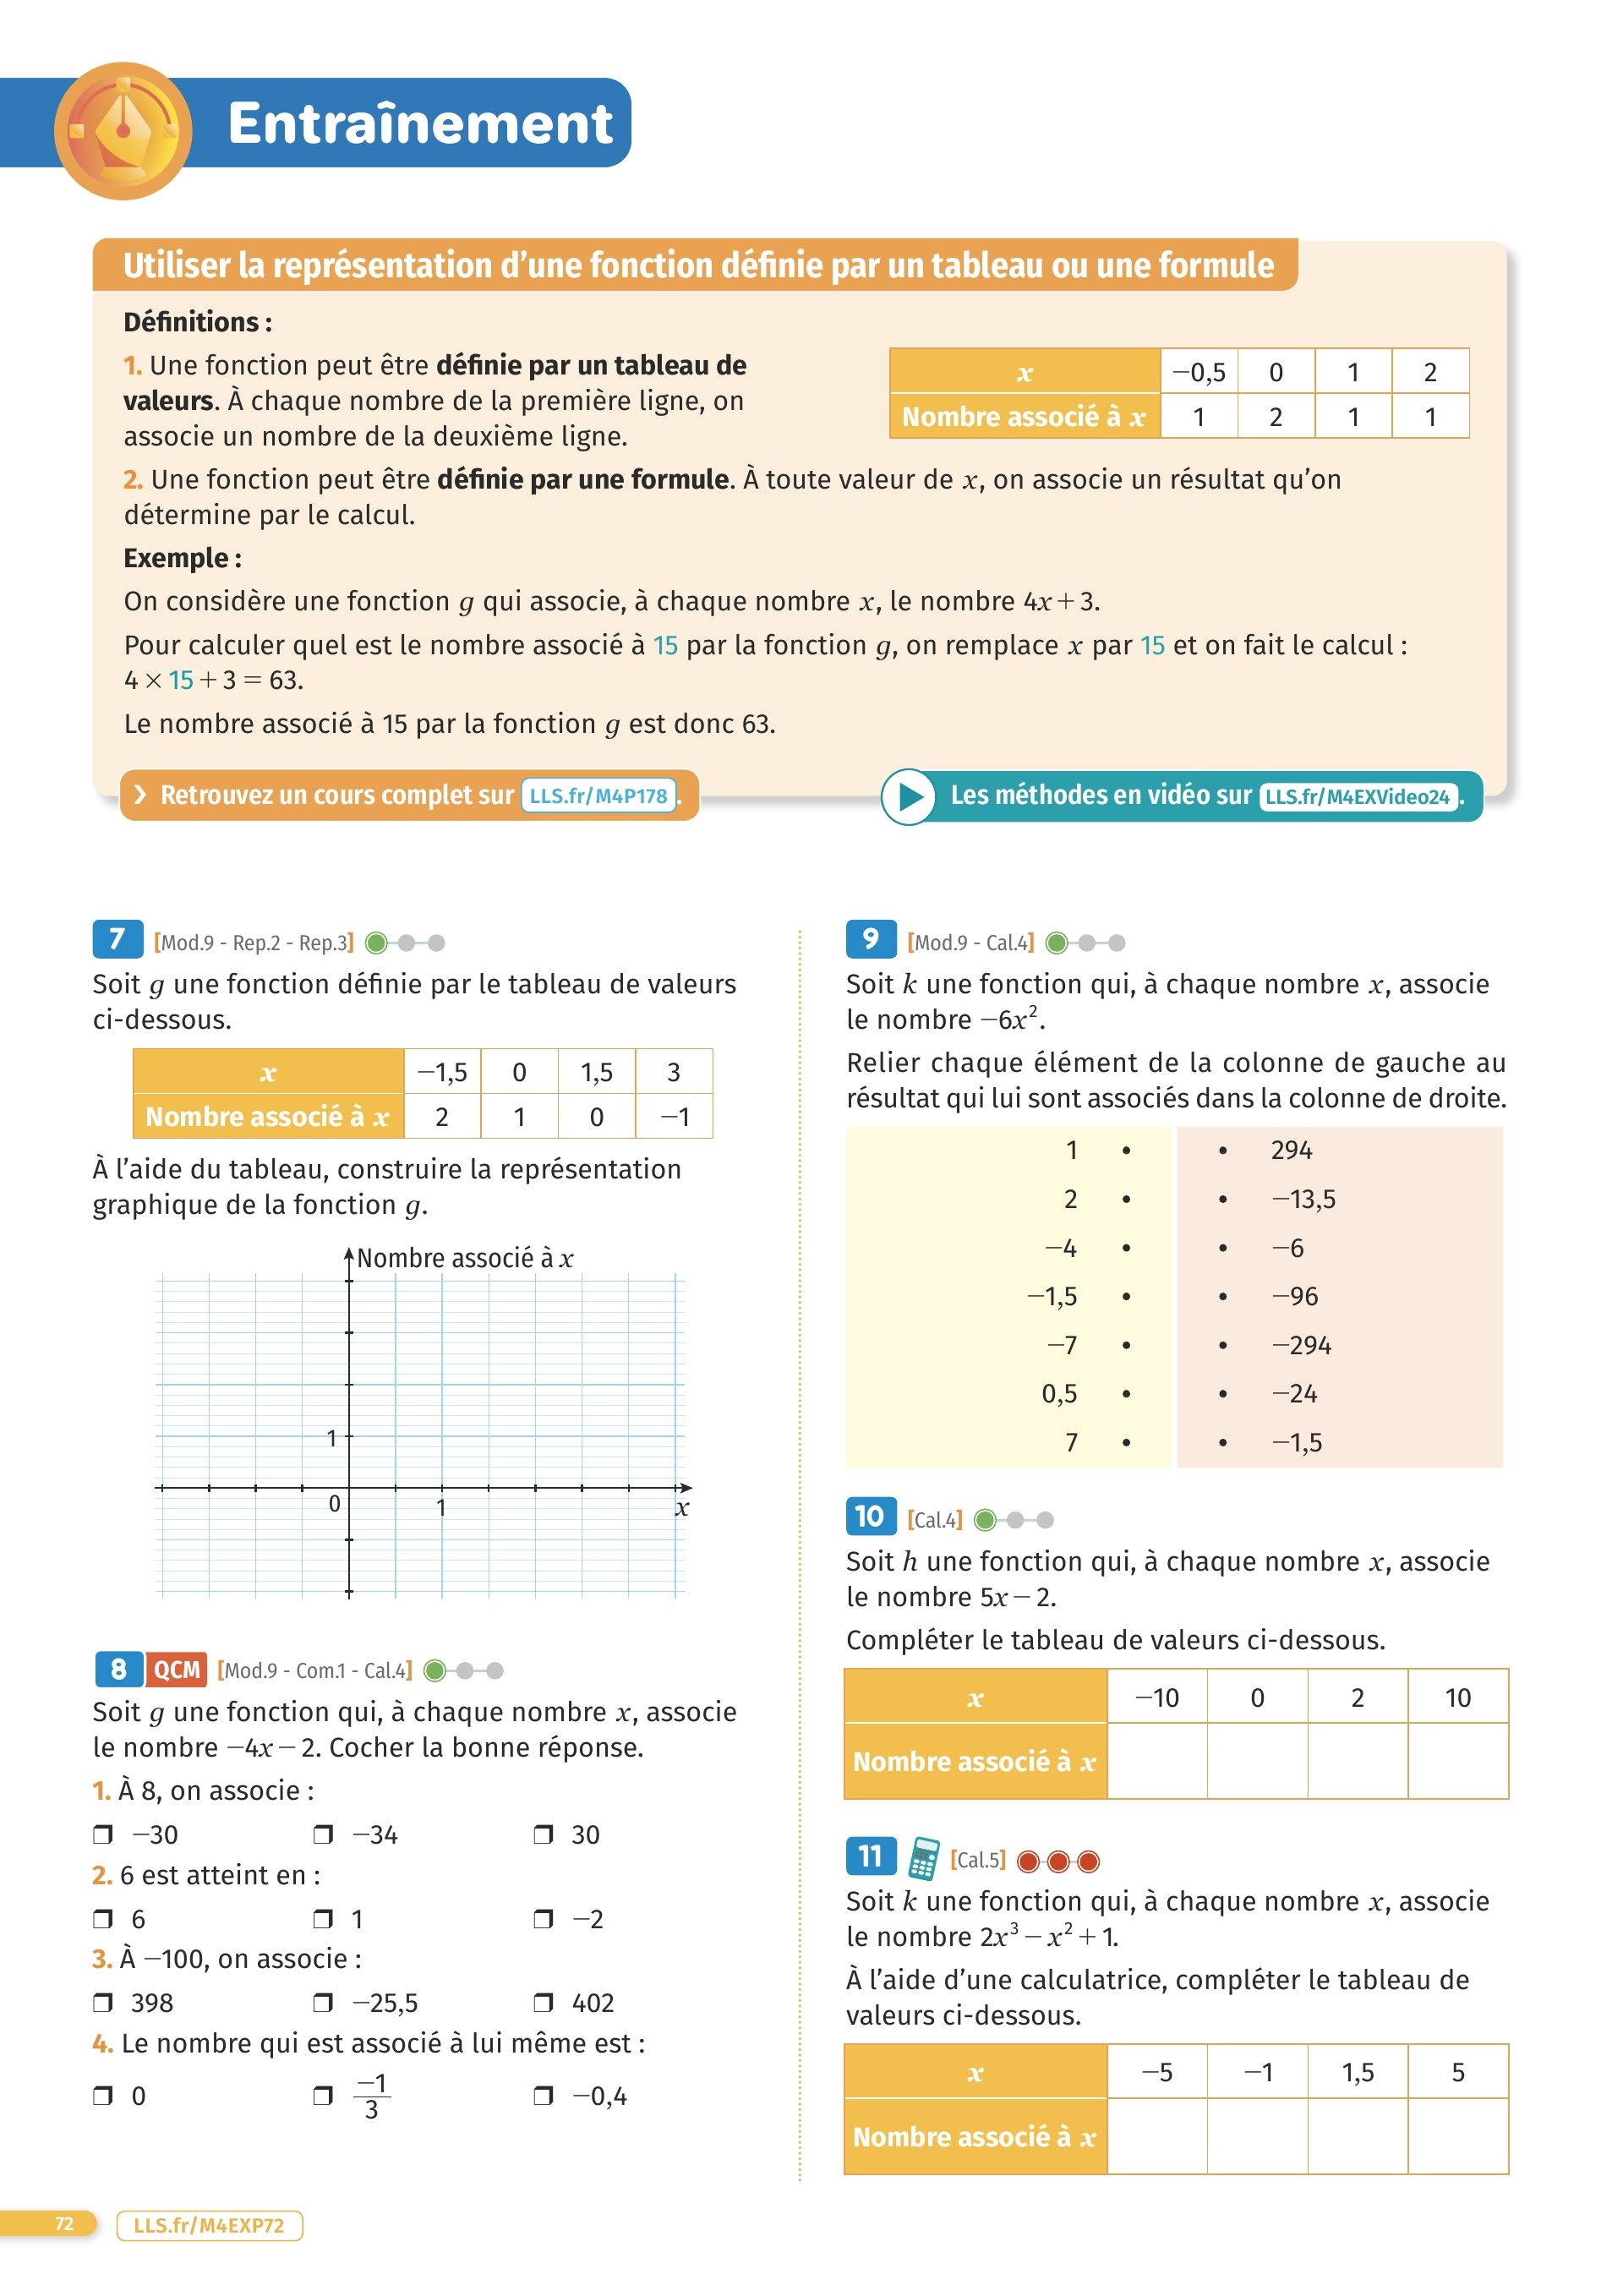 Entraînement
Utiliser la représentation d’une fonction définie par un tableau ou une formule
Définitions :
1. Une fonction peut être définie par un tableau de
valeurs. À chaque nombre de la première ligne, on
associe un nombre de la deuxième ligne.
x −0,5 0 1 2
Nombre associé à x 1 2 1 1
2. Une fonction peut être définie par une formule. À toute valeur de x, on associe un résultat qu’on
détermine par le calcul.
Exemple :
On considère une fonction g qui associe, à chaque nombre x, le nombre 4x + 3.
Pour calculer quel est le nombre associé à 15 par la fonction g, on remplace x par 15 et on fait le calcul :
4 × 15 + 3 = 63.
Le nombre associé à 15 par la fonction g est donc 63.
❯ Retrouvez un cours complet sur LLS.fr/M4P178 .
Les méthodes en vidéo sur LLS.fr/M4EXVideo24 .
7 [Mod.9 - Rep.2 - Rep.3]
Soit g une fonction définie par le tableau de valeurs
ci-dessous.
x −1,5 0 1,5 3
Nombre associé à x 2 1 0 −1
À l’aide du tableau, construire la représentation
graphique de la fonction g.
Nombre associé à x
1
0 1 x
8 QCM [Mod.9 - Com.1 - Cal.4]
Soit g une fonction qui, à chaque nombre x, associe
le nombre −4x − 2. Cocher la bonne réponse.
1. À 8, on associe :
❒ −30 ❒ −34 ❒ 30
2. 6 est atteint en :
❒ 6 ❒ 1 ❒ −2
3. À −100, on associe :
❒ 398 ❒ −25,5 ❒ 402
4. Le nombre qui est associé à lui même est :
❒ 0 ❒ −1/3 ❒ −0,4
9 [Mod.9 - Cal.4]
Soit k une fonction qui, à chaque nombre x, associe
le nombre −6x².
Relier chaque élément de la colonne de gauche au
résultat qui lui sont associés dans la colonne de droite.
1 • • 294
2 • • −13,5
−4 • • −6
−1,5 • • −96
−7 • • −294
0,5 • • −24
7 • • −1,5
10 [Cal.4]
Soit h une fonction qui, à chaque nombre x, associe
le nombre 5x − 2.
Compléter le tableau de valeurs ci-dessous.
x −10 0 2 10
Nombre associé à x
11 [Cal.5]
Soit k une fonction qui, à chaque nombre x, associe
le nombre 2x³ − x² + 1.
À l’aide d’une calculatrice, compléter le tableau de
valeurs ci-dessous.
x −5 −1 1,5 5
Nombre associé à x
72 LLS.fr/M4EXP72